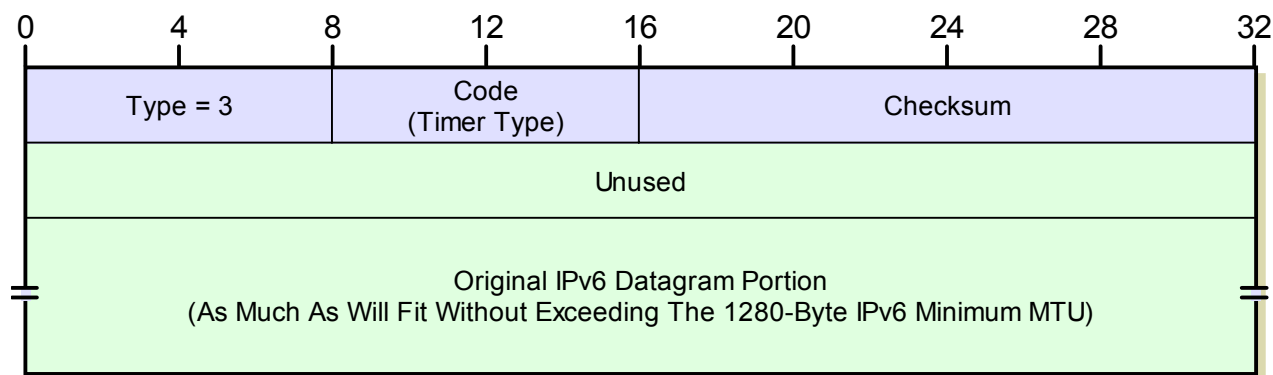 0 4 8 12 16 20 24 28 32
Type = 3
Code
(Timer Type)
Checksum
Unused
Original IPv6 Datagram Portion
(As Much As Will Fit Without Exceeding The 1280-Byte IPv6 Minimum MTU)